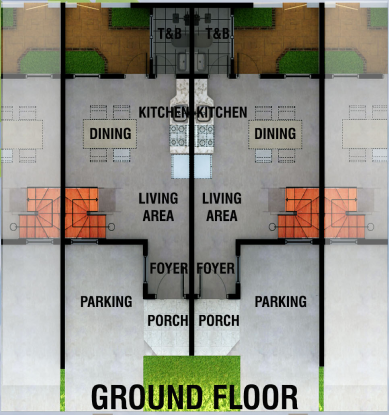 T&B T&B
KITCHEN KITCHEN
DINING DINING
LIVING AREA LIVING AREA
FOYER FOYER
PARKING PARKING
PORCH PORCH
GROUND FLOOR